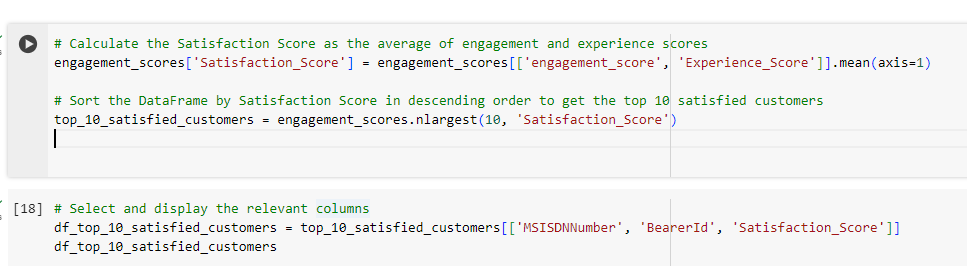 # Calculate the Satisfaction Score as the average of engagement and experience scores
engagement_scores['Satisfaction_Score'] = engagement_scores[['engagement_score', 'Experience_Score']].mean(axis=1)
# Sort the DataFrame by Satisfaction Score in descending order to get the top 10 satisfied customers
top_10_satisfied_customers = engagement_scores.nlargest(10, 'Satisfaction_Score')
[18] # Select and display the relevant columns
df_top_10_satisfied_customers = top_10_satisfied_customers[['MSISDNNumber', 'BearerId', 'Satisfaction_Score']]
df_top_10_satisfied_customers